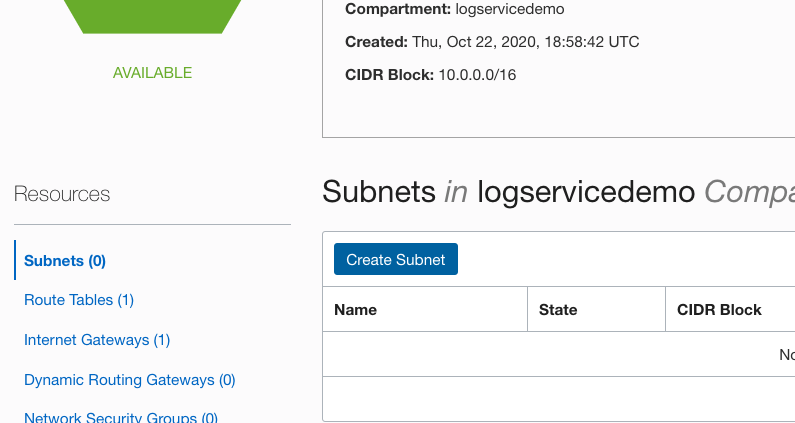 Compartment: logservicedemo
Created: Thu, Oct 22, 2020, 18:58:42 UTC
CIDR Block: 10.0.0.0/16
AVAILABLE
Resources
Subnets (0)
Route Tables (1)
Internet Gateways (1)
Dynamic Routing Gateways (0)
Network Security Groups (0)
Subnets in logservicedemo
Create Subnet
Name State CIDR Block